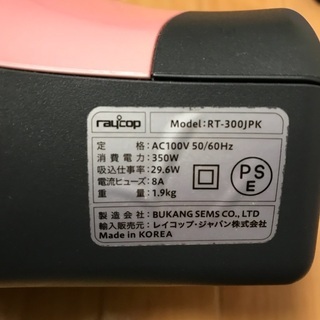 raycop Model:RT-300JPK
定 格:AC100V 50/60Hz
消費電力:350W
吸込仕事率:29.6W
電流ヒューズ:8A
重 量:1.9kg
PS
E
製造会社:BUKANG SEMS CO., LTD
輸入販売元:レイコップ・ジャパン株式会社
Made in KOREA